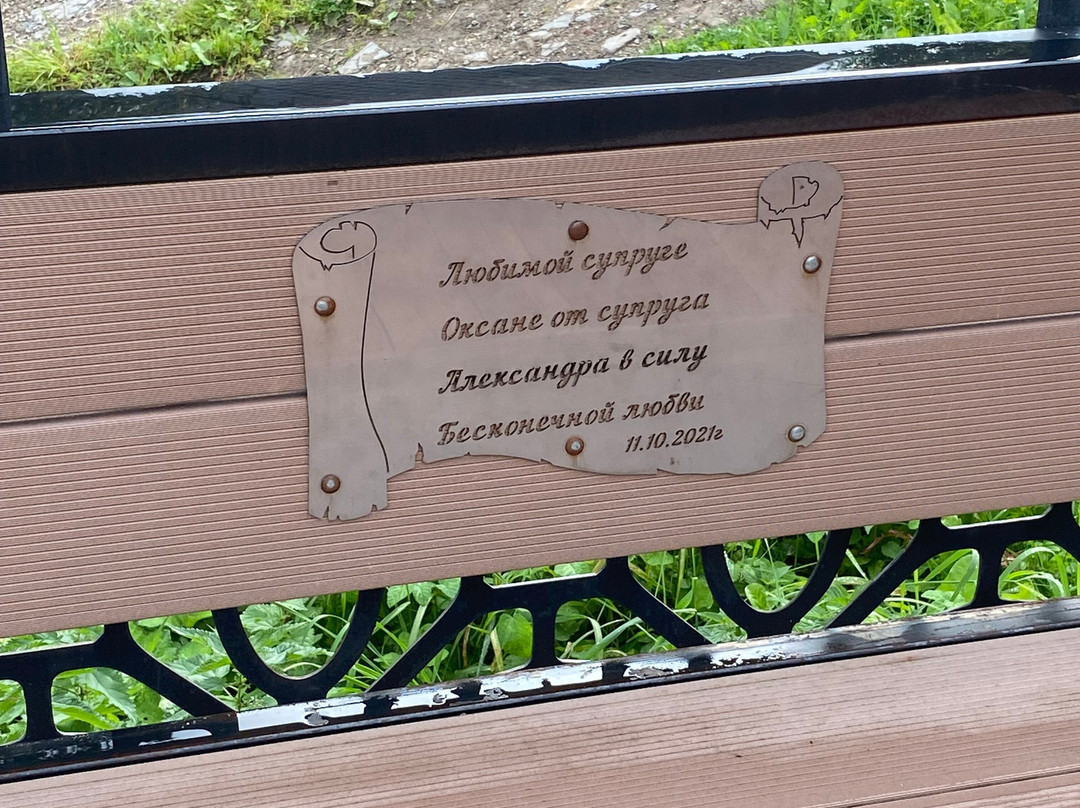 Любимой супруге
Оксане от супруга
Александра в силу
Бесконечной любви
11.10.2021г